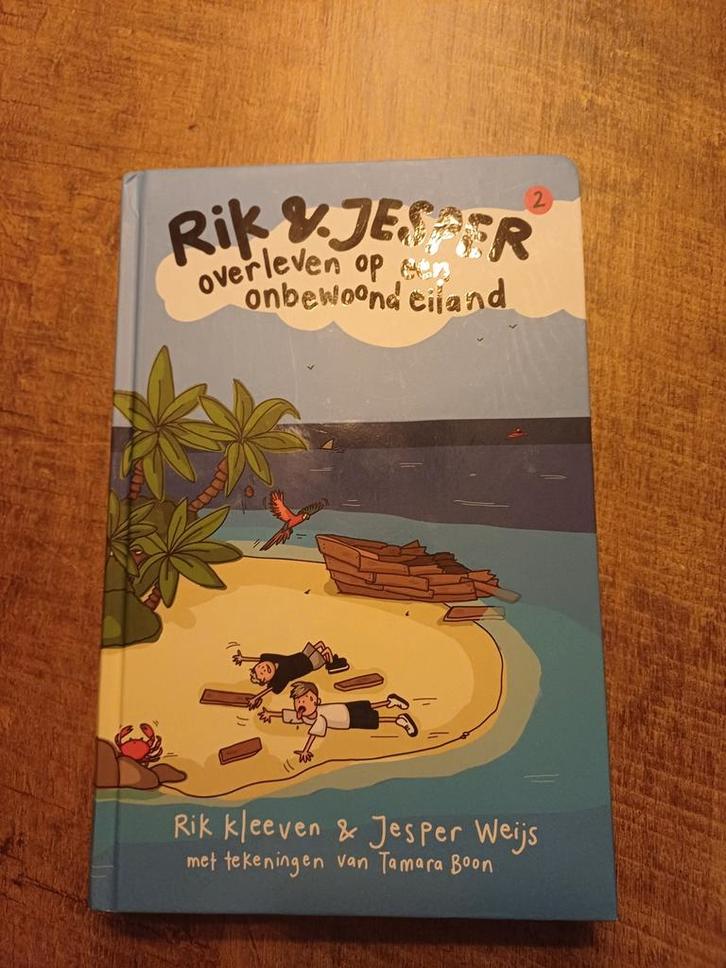 Rik & JESPER 2
overleven op een
onbewoond eiland
Rik Kleeven & Jesper Weijs
met tekeningen van Tamara Boon